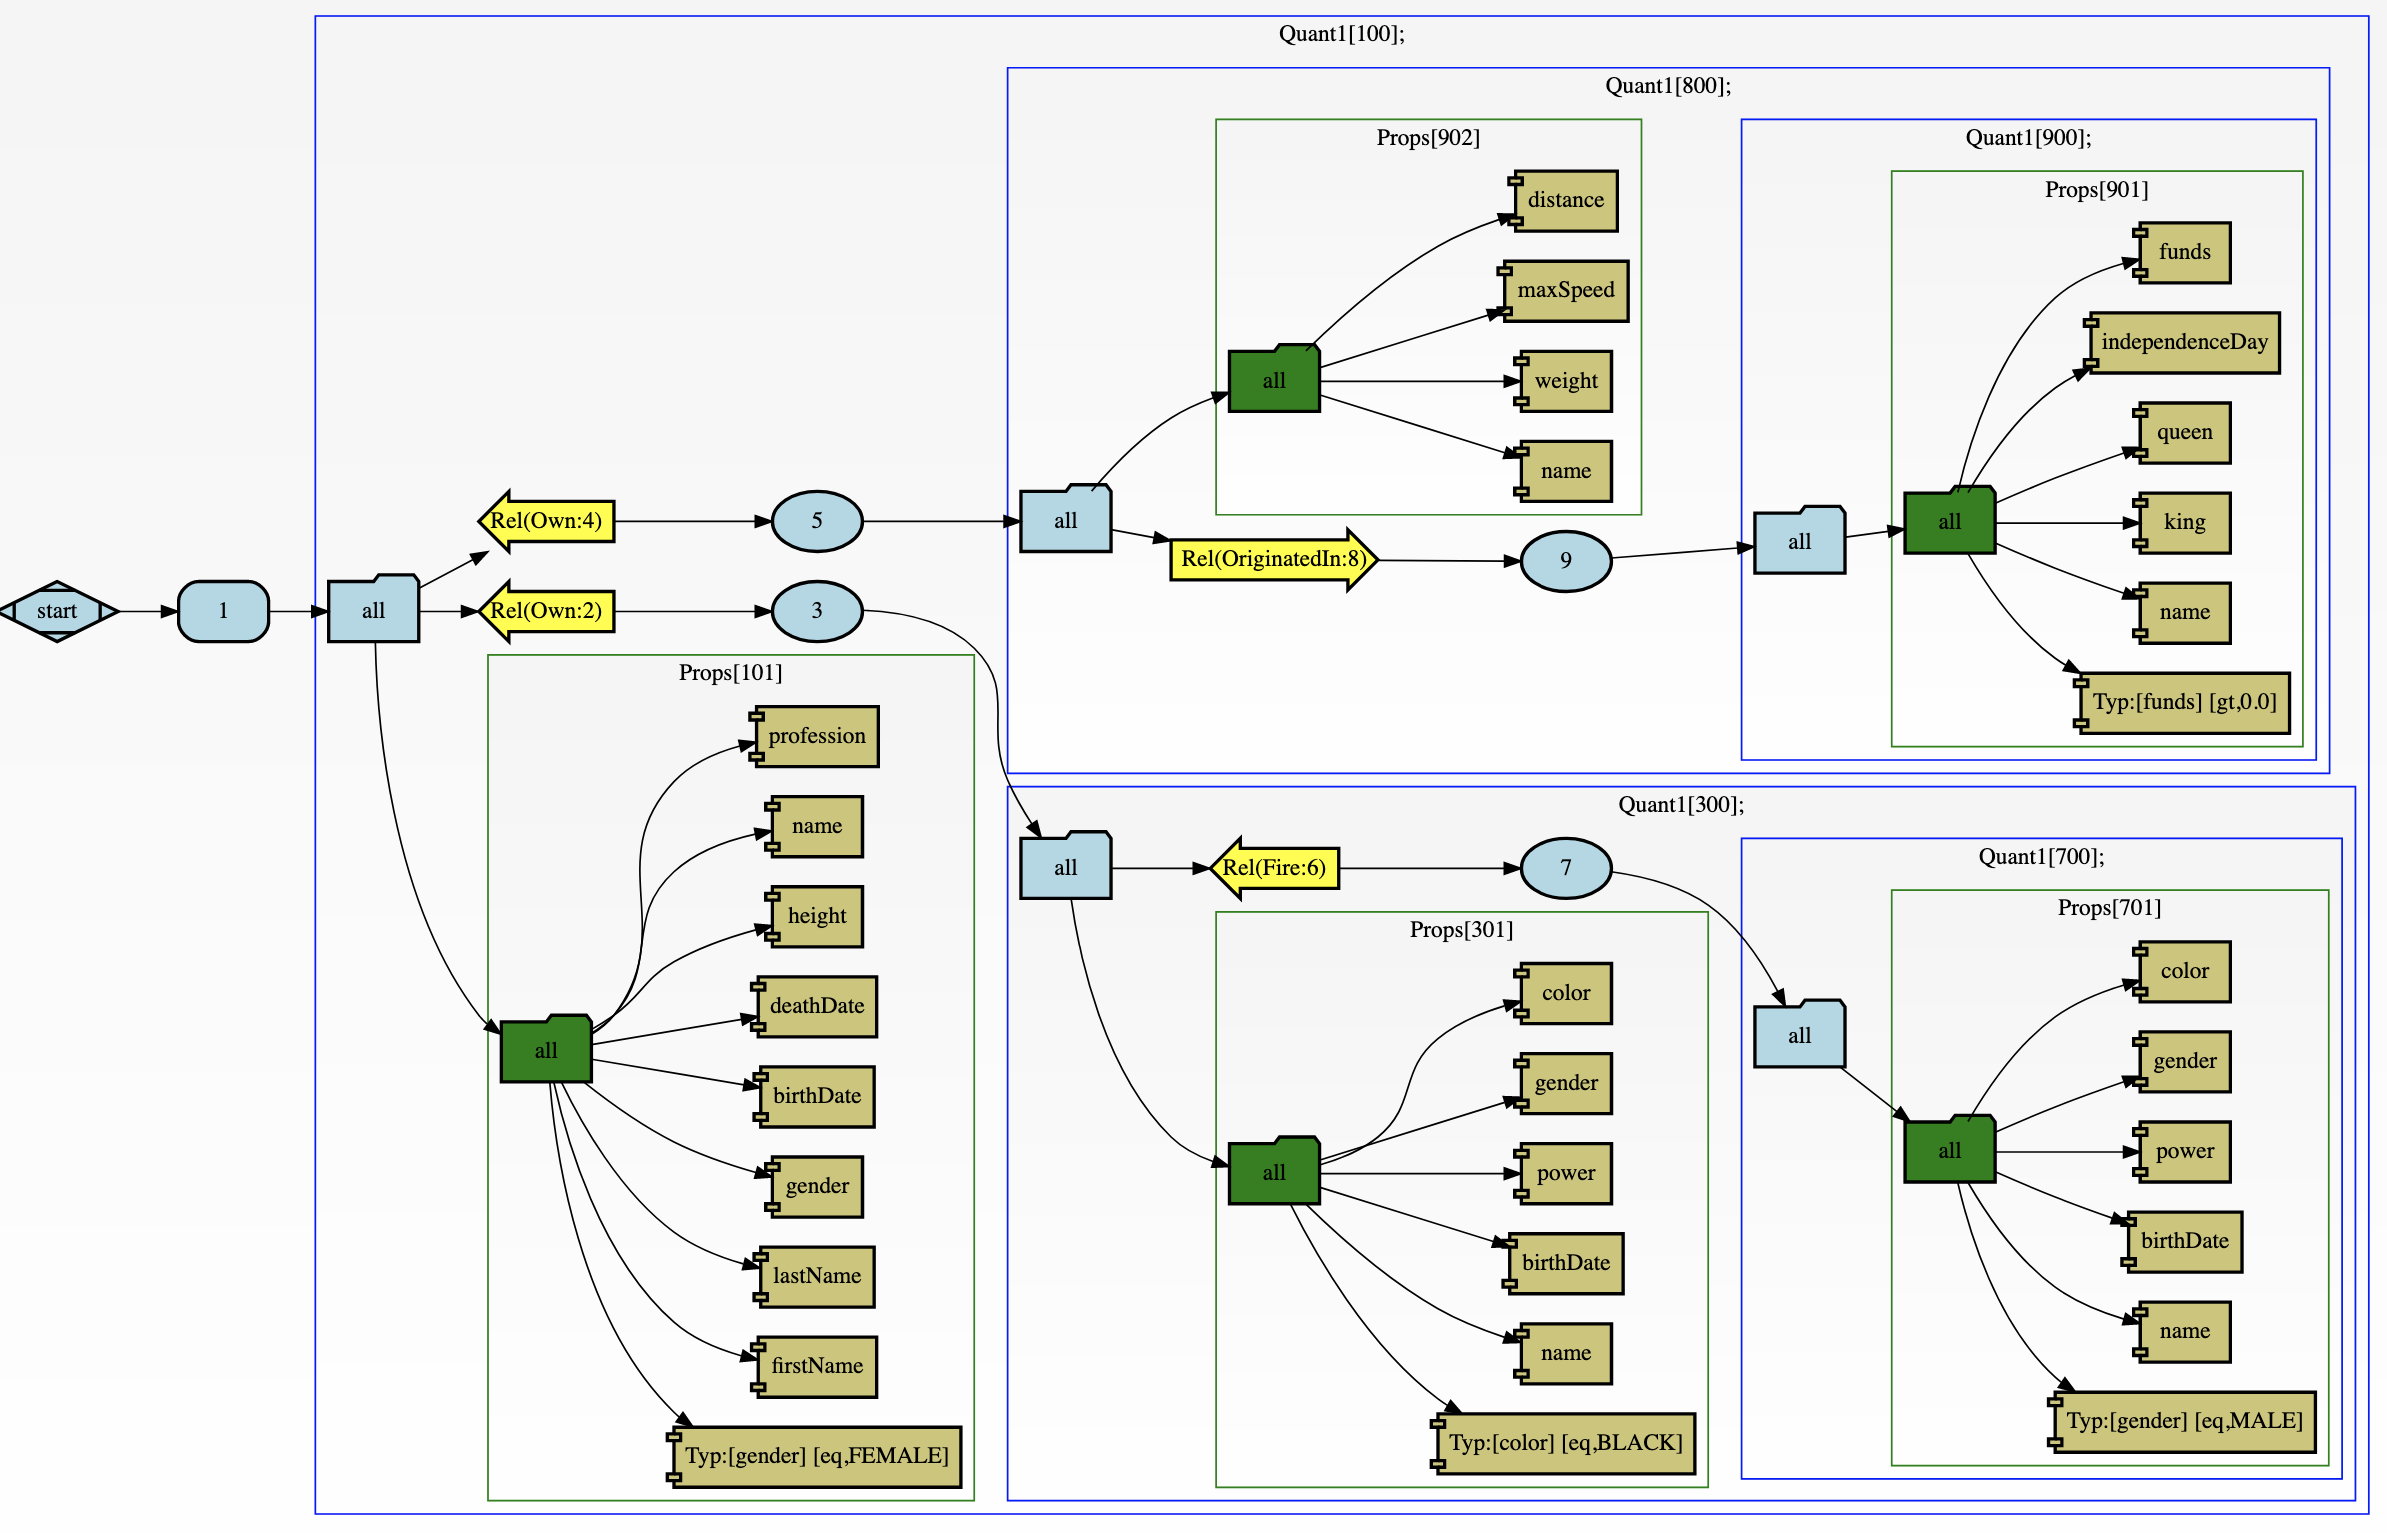 Quant1[100];
Quant1[800];
Props[902]
distance
maxSpeed
weight
name
all
all
Rel(OriginatedIn:8)
9
Quant1[900];
Props[901]
funds
independenceDay
queen
king
name
Typ:[funds] [gt,0.0]
all
all
start
1
all
Rel(Own:4)
5
Rel(Own:2)
3
Props[101]
profession
name
height
deathDate
all
birthDate
gender
lastName
firstName
Typ:[gender] [eq,FEMALE]
Quant1[300];
all
Rel(Fire:6)
7
Props[301]
color
gender
all
power
birthDate
name
Typ:[color] [eq,BLACK]
Quant1[700];
all
Props[701]
color
gender
all
power
birthDate
name
Typ:[gender] [eq,MALE]